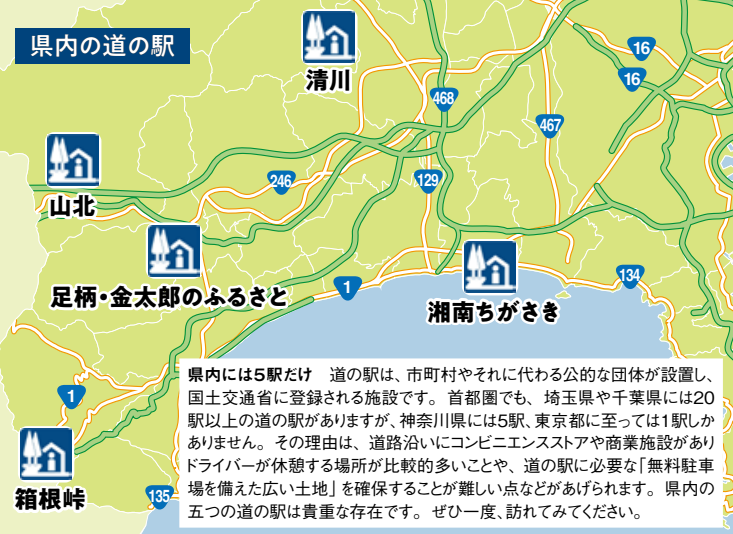 県内の道の駅
清川
16
16
468
467
山北
246
129
足柄・金太郎のふるさと
1
湘南ちがさき
134
県内には5駅だけ　道の駅は、市町村やそれに代わる公的な団体が設置し、
国土交通省に登録される施設です。首都圏でも、埼玉県や千葉県には20
駅以上の道の駅がありますが、神奈川県には5駅、東京都に至っては1駅しか
ありません。その理由は、道路沿いにコンビニエンスストアや商業施設があり
ドライバーが休憩する場所が比較的多いことや、道の駅に必要な「無料駐車
場を備えた広い土地」を確保することが難しい点などがあげられます。県内の
五つの道の駅は貴重な存在です。ぜひ一度、訪れてみてください。
1
箱根峠
135